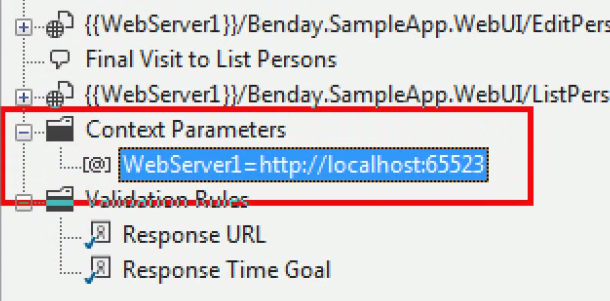 {{WebServer1}}/Benday.SampleApp.WebUI/EditPers
Final Visit to List Persons
{{WebServer1}}/Benday.SampleApp.WebUI/ListPers
Context Parameters
[@] WebServer1=http://localhost:65523
Validation Rules
Response URL
Response Time Goal